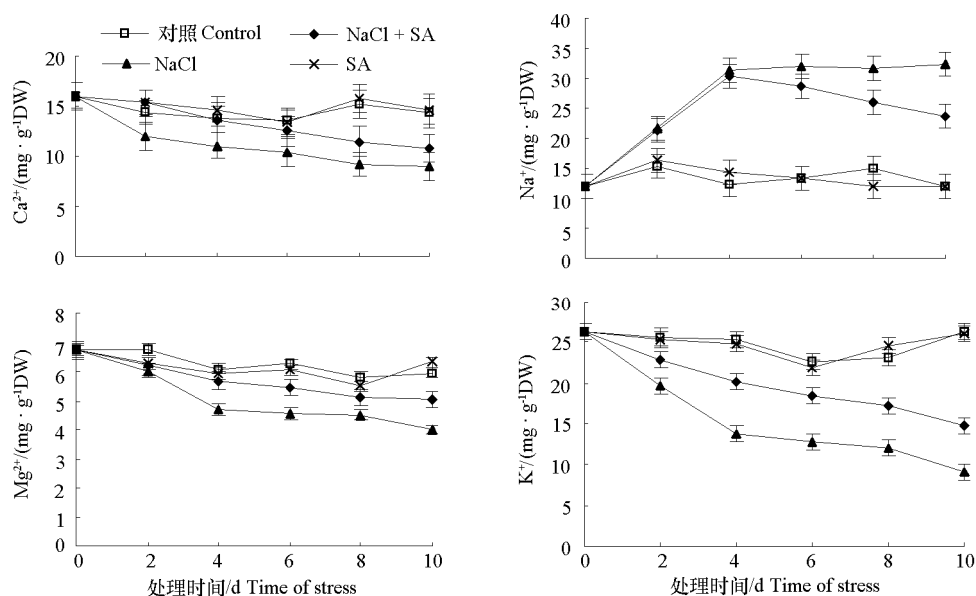 对照 Control
NaCl + SA
NaCl
SA
Ca²⁺/(mg · g⁻¹DW)
20
15
10
5
0
Na⁺/(mg · g⁻¹DW)
40
35
30
25
20
15
10
5
0
Mg²⁺/(mg · g⁻¹DW)
8
7
6
5
4
3
2
1
0
0 2 4 6 8 10
处理时间/d Time of stress
K⁺/(mg · g⁻¹DW)
30
25
20
15
10
5
0
0 2 4 6 8 10
处理时间/d Time of stress